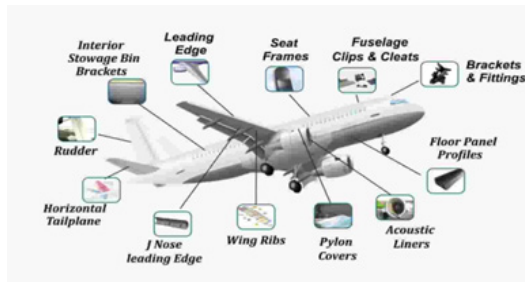 Interior
Stowage Bin
Brackets
Leading
Edge
Seat
Frames
Fuselage
Clips & Cleats
Brackets
& Fittings
Rudder
Floor Panel
Profiles
Horizontal
Tailplane
J Nose
leading Edge
Wing Ribs
Pylon
Covers
Acoustic
Liners